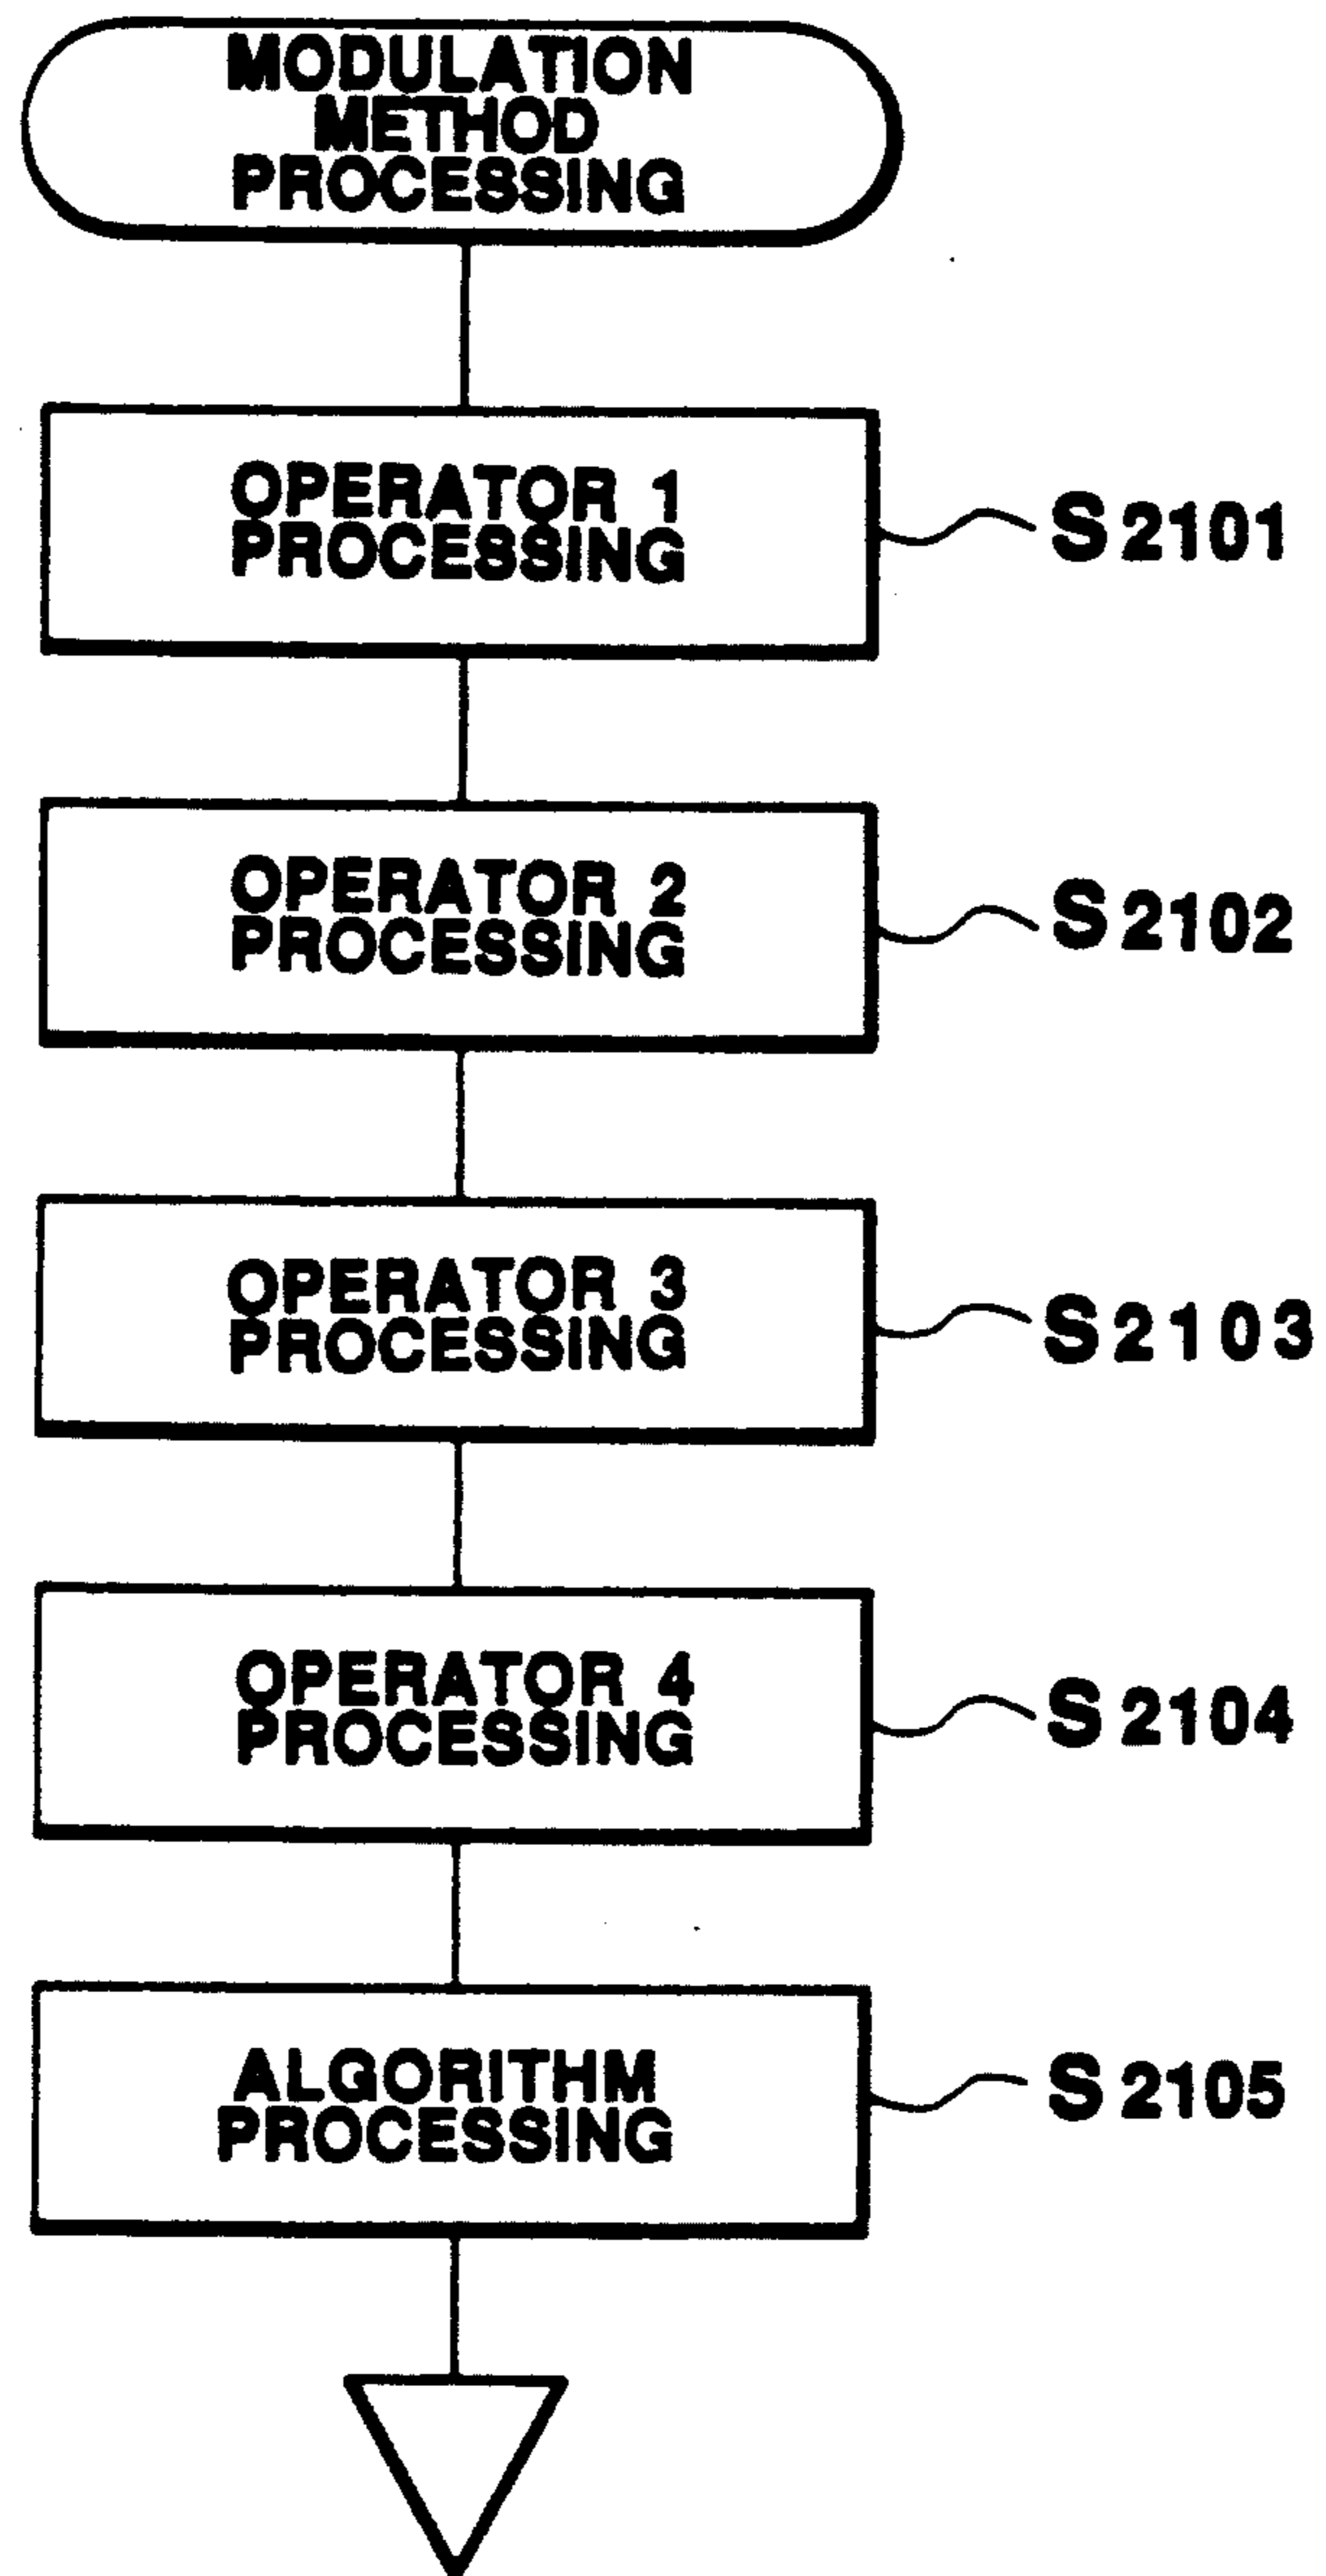 MODULATION
METHOD
PROCESSING
OPERATOR 1
PROCESSING
S2101
OPERATOR 2
PROCESSING
S2102
OPERATOR 3
PROCESSING
S2103
OPERATOR 4
PROCESSING
S2104
ALGORITHM
PROCESSING
S2105